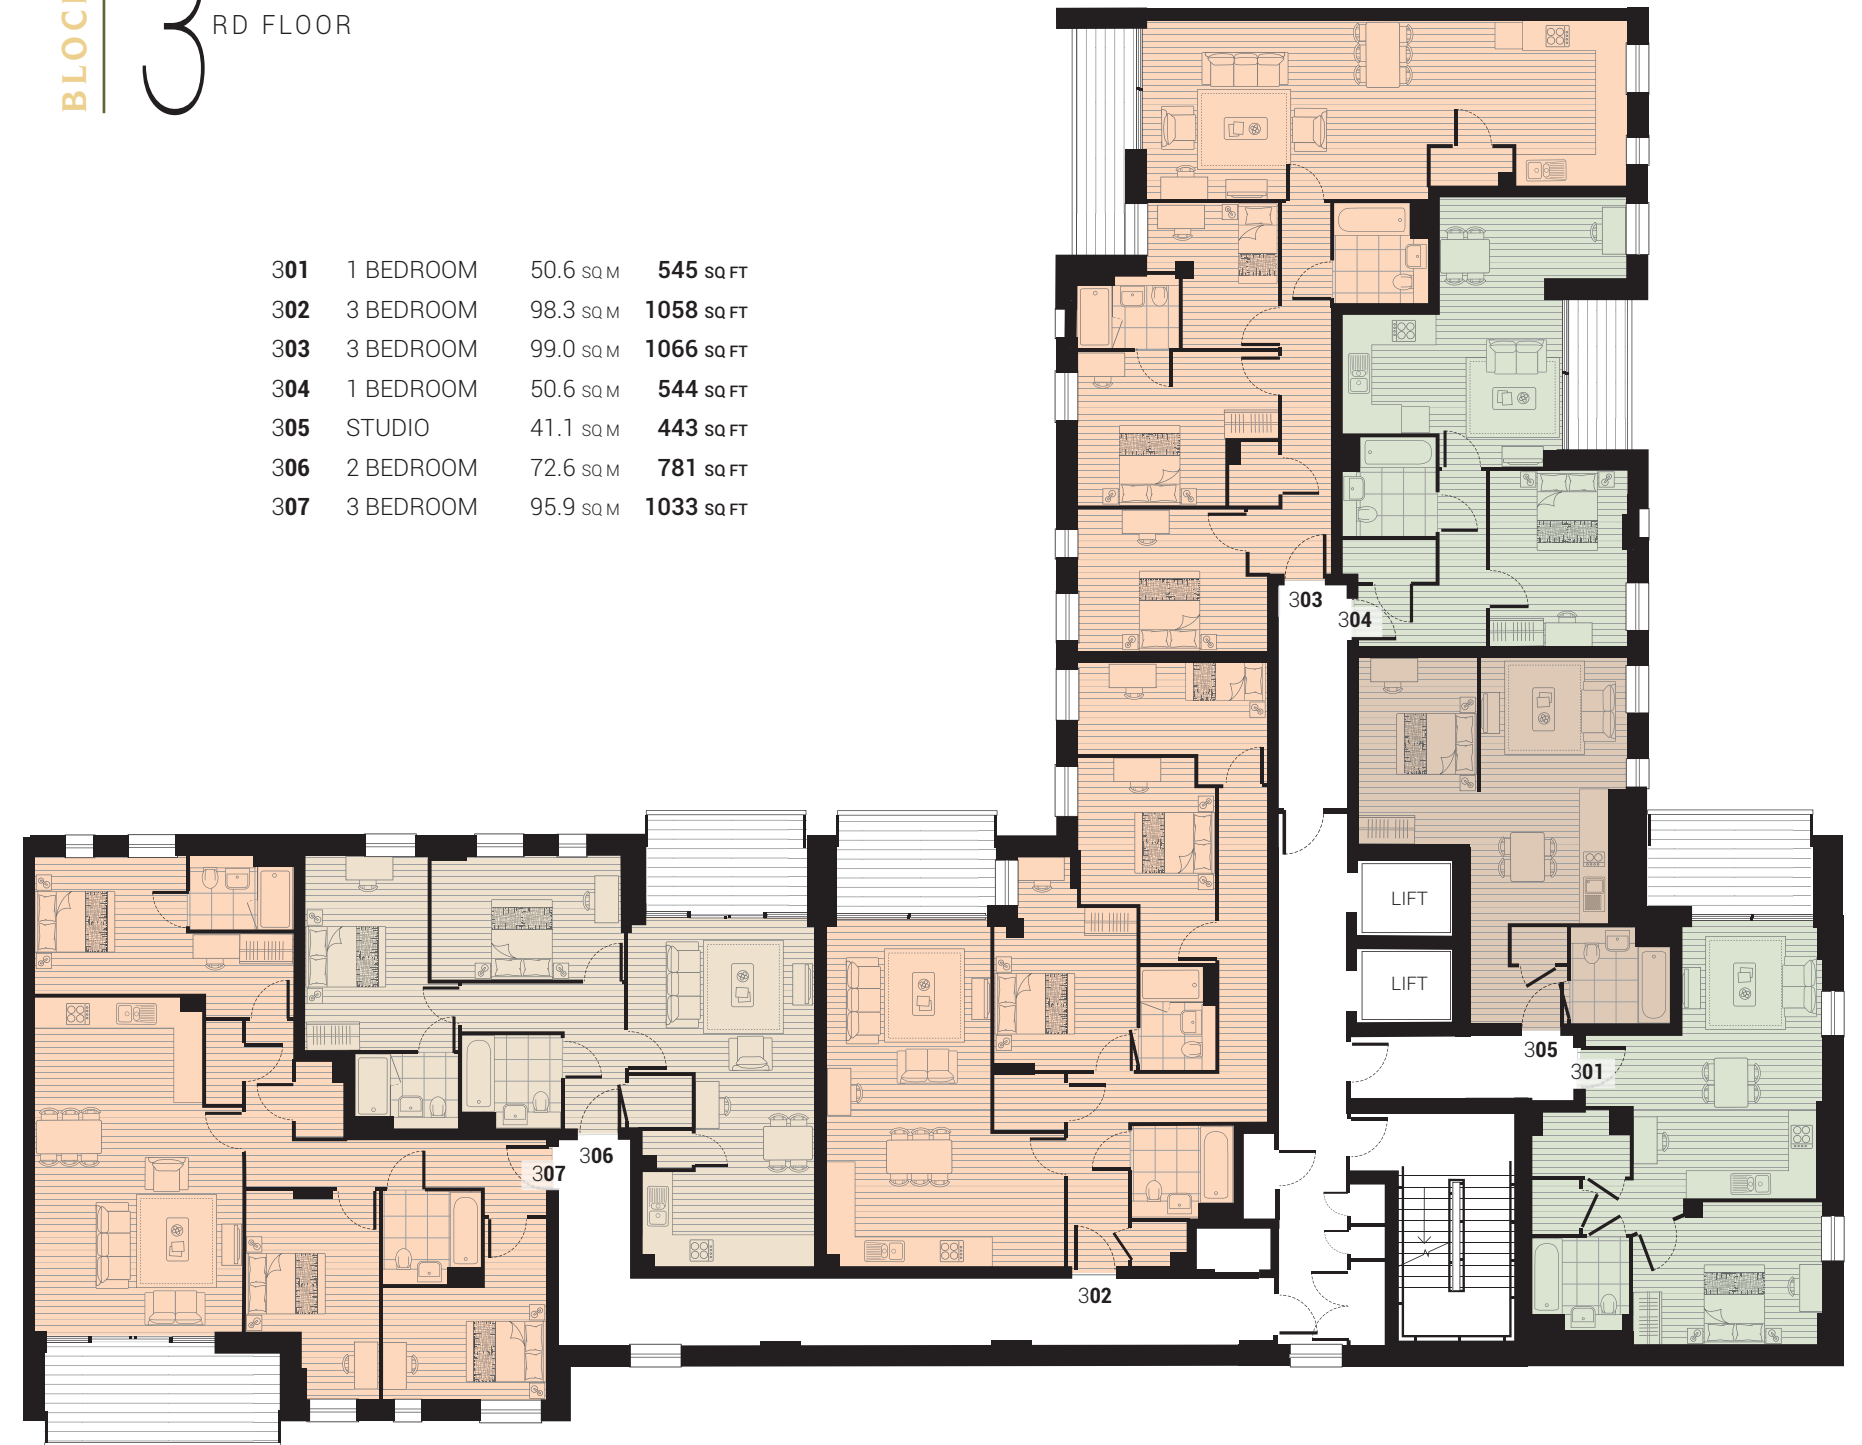 BLOCK
3 RD FLOOR
301 1 BEDROOM 50.6 SQ M 545 SQ FT
302 3 BEDROOM 98.3 SQ M 1058 SQ FT
303 3 BEDROOM 99.0 SQ M 1066 SQ FT
304 1 BEDROOM 50.6 SQ M 544 SQ FT
305 STUDIO 41.1 SQ M 443 SQ FT
306 2 BEDROOM 72.6 SQ M 781 SQ FT
307 3 BEDROOM 95.9 SQ M 1033 SQ FT
303
304
LIFT
LIFT
305
301
306
307
302